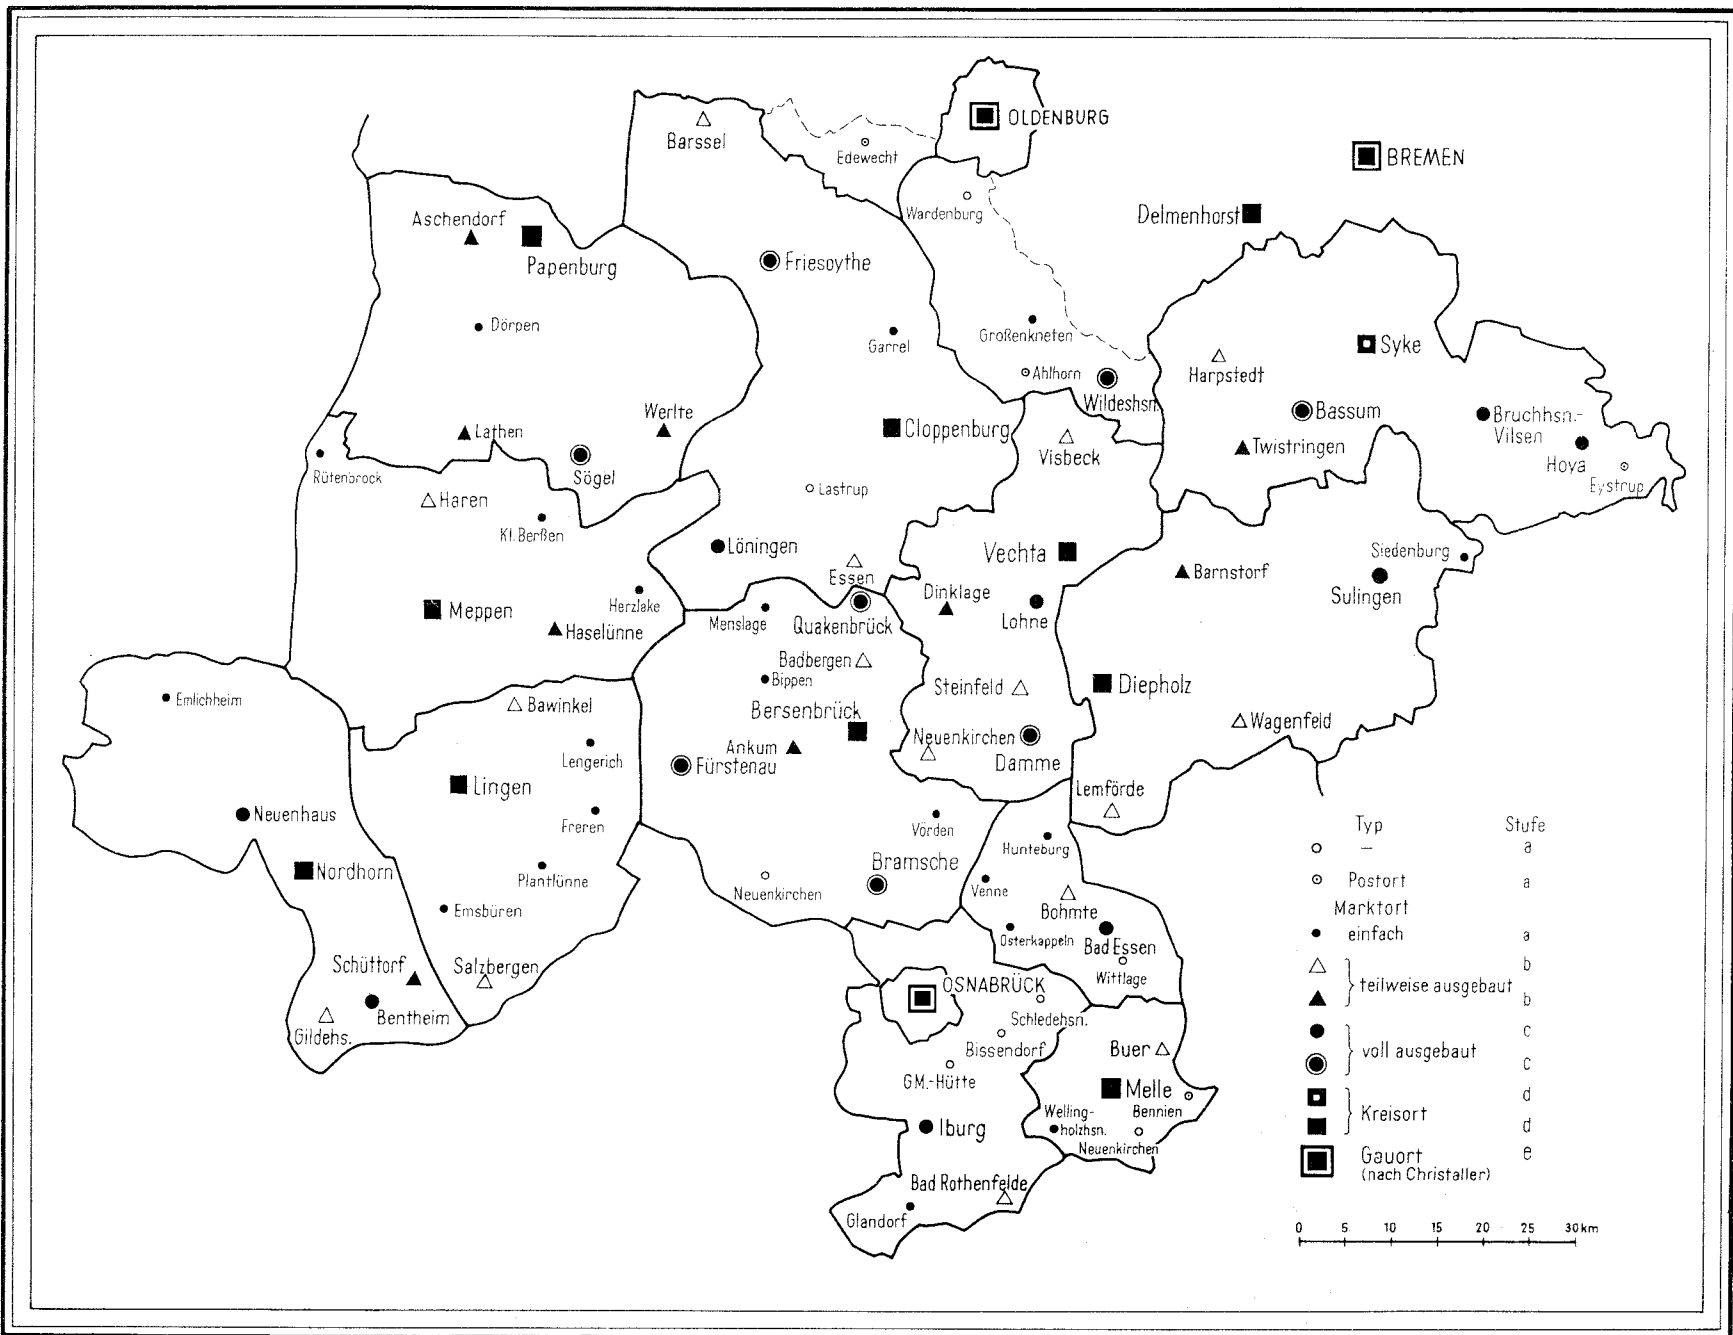 OLDENBURG
Barssel
Edewecht
BREMEN
Wardenburg
Delmenhorst
Aschendorf
Papenburg
Friesoythe
Dörpen
Garrel
Großenkneten
Syke
Ahlhorn
Harpstedt
Wildeshsn.
Werlte
Lathen
Cloppenburg
Bassum
Bruchhsn.-
Vilsen
Twistringen
Visbeck
Hoya
Rütenbrock
Sögel
Eystrup
Lastrup
Haren
Kl. Berßen
Löningen
Vechta
Siedenburg
Essen
Barnstorf
Sulingen
Dinklage
Meppen
Herzlake
Menslage
Quakenbrück
Lohne
Haselünne
Badbergen
Bippen
Steinfeld
Diepholz
Emlichheim
Bawinkel
Bersenbrück
Wagenfeld
Neuenkirchen
Ankum
Lengerich
Fürstenau
Damme
Lingen
Lemförde
Neuenhaus
Freren
Vörden
Hunteburg
Bramsche
Nordhorn
Plantlünne
Neuenkirchen
Venne
Emsbüren
Bohmte
Osterkappeln
Bad Essen
Schüttorf
Salzbergen
Wittlage
OSNABRÜCK
Bentheim
Schledehsn.
Gildehs.
Bissendorf
Buer
GM.-Hütte
Melle
Welling-
holzhsn.
Bennien
Iburg
Neuenkirchen
Bad Rothenfelde
Glandorf
Typ Stufe
– a
Postort a
Marktort
einfach a
b
teilweise ausgebaut
b
c
voll ausgebaut
c
d
Kreisort
d
Gauort e
(nach Christaller)
0 5 10 15 20 25 30 km